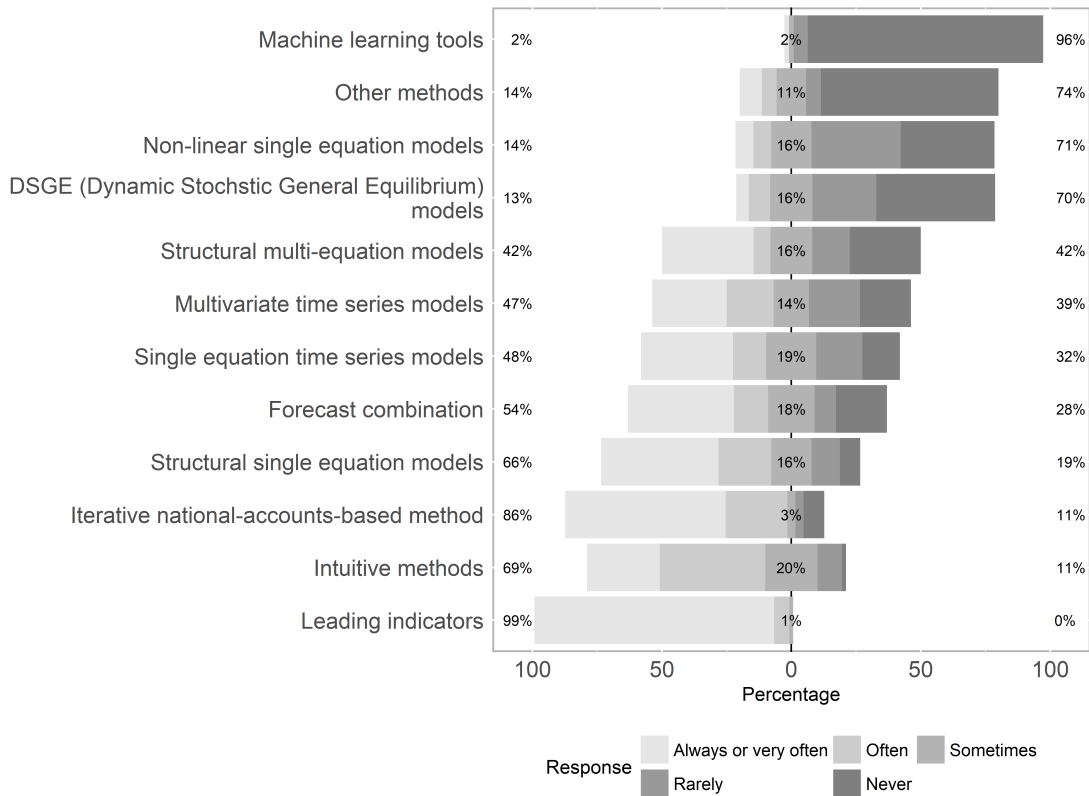 Machine learning tools 2% 2% 96%
Other methods 14% 11% 74%
Non-linear single equation models 14% 16% 71%
DSGE (Dynamic Stochstic General Equilibrium)
models 13% 16% 70%
Structural multi-equation models 42% 16% 42%
Multivariate time series models 47% 14% 39%
Single equation time series models 48% 19% 32%
Forecast combination 54% 18% 28%
Structural single equation models 66% 16% 19%
Iterative national-accounts-based method 86% 3% 11%
Intuitive methods 69% 20% 11%
Leading indicators 99% 1% 0%
100 50 0 50 100
Percentage
Response Always or very often Often Sometimes
Rarely Never